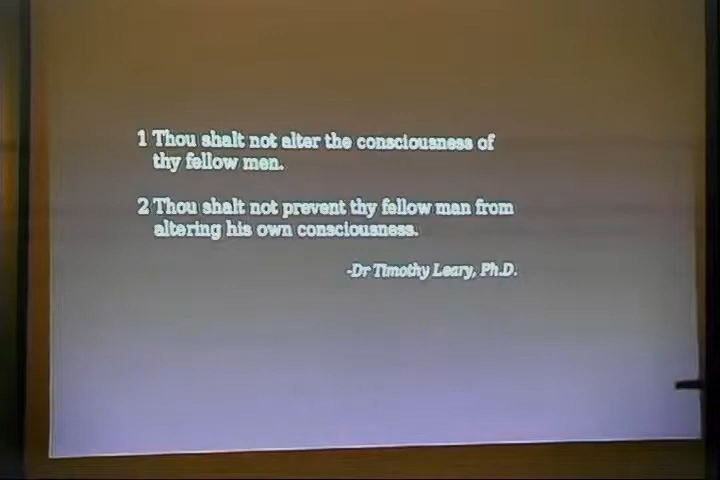 1 Thou shalt not alter the consciousness of
thy fellow men.
2 Thou shalt not prevent thy fellow man from
altering his own consciousness.
-Dr Timothy Leary, Ph.D.